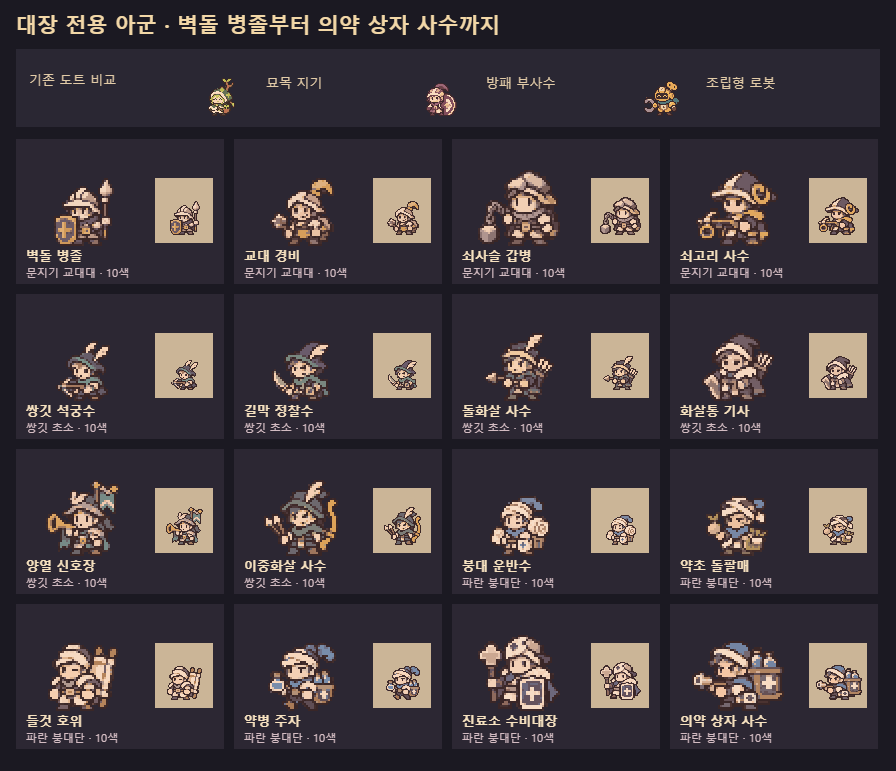 대장 전용 아군 · 벽돌 병졸부터 의약 상자 사수까지
기존 도트 비교
묘목 지기
방패 부사수
조립형 로봇
벽돌 병졸
문지기 교대대 · 10색
교대 경비
문지기 교대대 · 10색
쇠사슬 갑병
문지기 교대대 · 10색
쇠고리 사수
문지기 교대대 · 10색
쌍깃 석궁수
쌍깃 초소 · 10색
길막 정찰수
쌍깃 초소 · 10색
돌화살 사수
쌍깃 초소 · 10색
화살통 기사
쌍깃 초소 · 10색
양열 신호장
쌍깃 초소 · 10색
이중화살 사수
쌍깃 초소 · 10색
붕대 운반수
파란 붕대단 · 10색
약초 돌팔매
파란 붕대단 · 10색
들것 호위
파란 붕대단 · 10색
약병 주자
파란 붕대단 · 10색
진료소 수비대장
파란 붕대단 · 10색
의약 상자 사수
파란 붕대단 · 10색